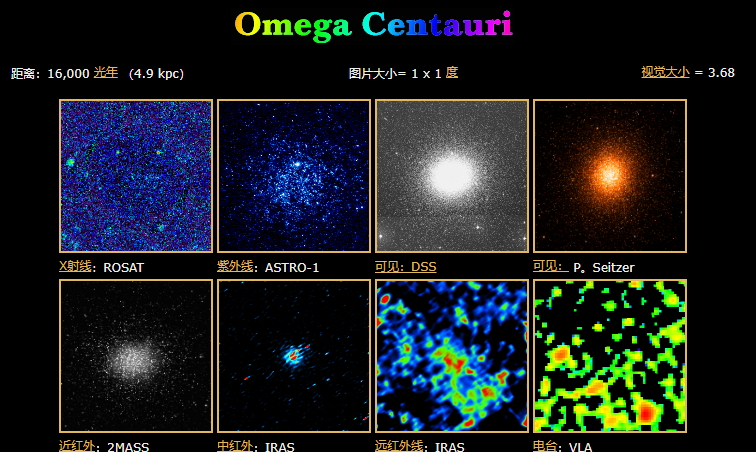 Omega Centauri
距离：16,000 光年 (4.9 kpc) 图片大小= 1 x 1 度 视觉大小 = 3.68
X射线：ROSAT 紫外线：ASTRO-1 可见：DSS 可见： P。Seitzer
近红外：2MASS 中红外：IRAS 远红外线：IRAS 电台：VLA